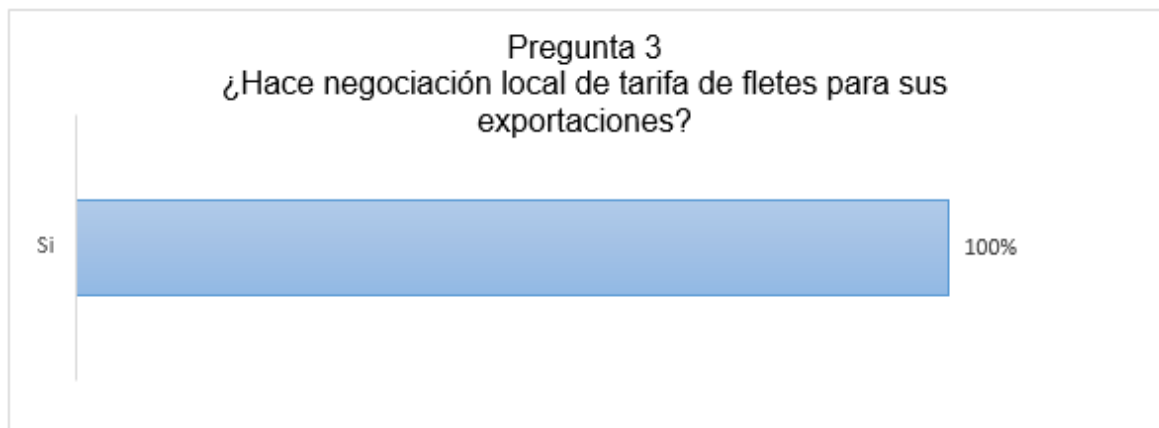 Pregunta 3
¿Hace negociación local de tarifa de fletes para sus
exportaciones?
Si
100%